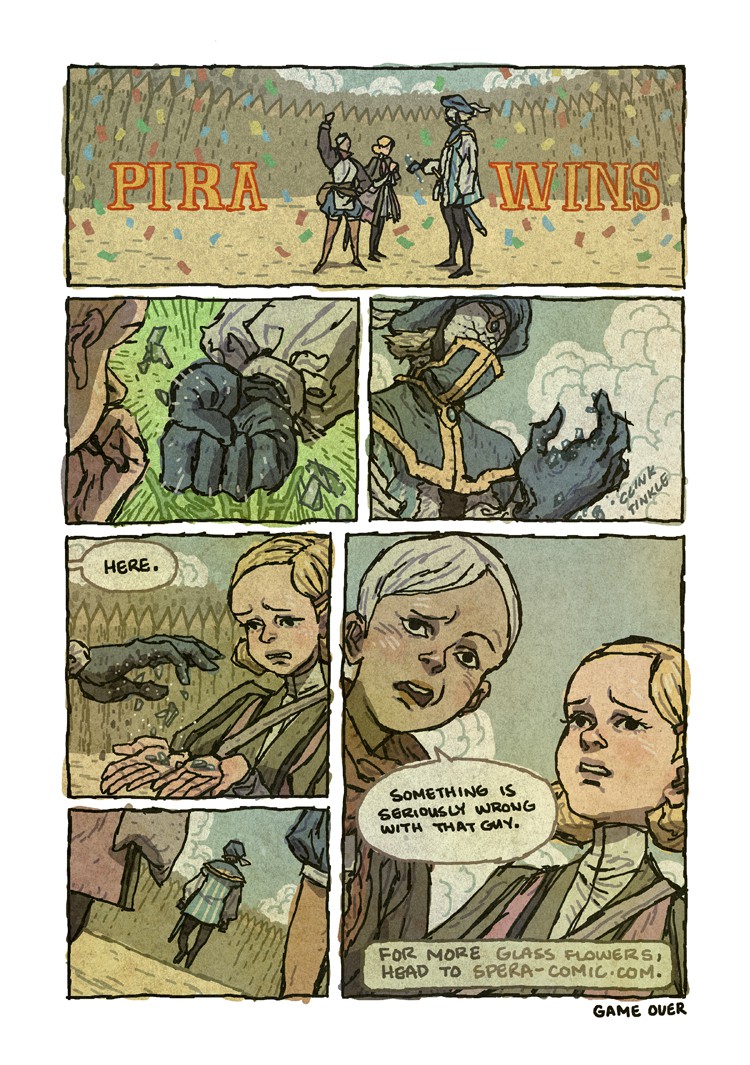 PIRA WINS
CLINK
TINKLE
HERE.
SOMETHING IS
SERIOUSLY WRONG
WITH THAT GUY.
FOR MORE GLASS FLOWERS,
HEAD TO SPERA-COMIC.COM.
GAME OVER